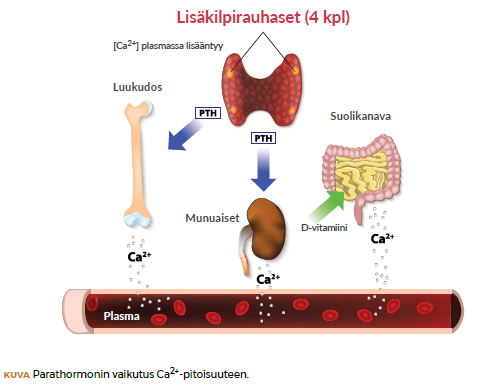 Lisäkilpirauhaset (4 kpl)
[Ca²⁺] plasmassa lisääntyy
Luukudos
PTH
PTH
Suolikanava
Munuaiset
D-vitamiini
Ca²⁺
Ca²⁺
Ca²⁺
Plasma
KUVA Parathormonin vaikutus Ca²⁺-pitoisuuteen.